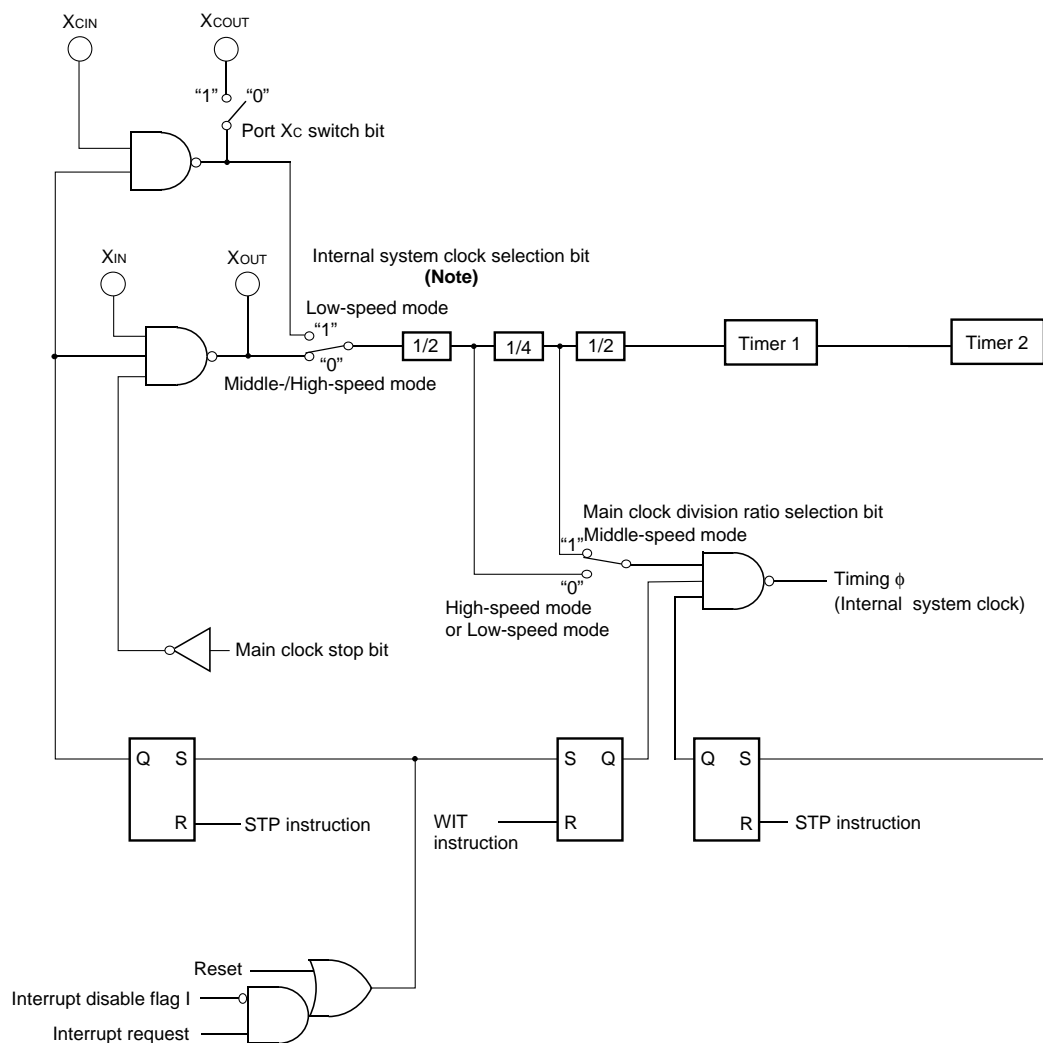 XCIN
XCOUT
“1”
“0”
Port XC switch bit
XIN
XOUT
Internal system clock selection bit
(Note)
Low-speed mode
“1”
“0”
Middle-/High-speed mode
1/2
1/4
1/2
Timer 1
Timer 2
Main clock division ratio selection bit
Middle-speed mode
“1”
“0”
High-speed mode
or Low-speed mode
Timing ϕ
(Internal system clock)
Main clock stop bit
Q
S
R
STP instruction
S
Q
R
WIT
instruction
Q
S
R
STP instruction
Reset
Interrupt disable flag I
Interrupt request